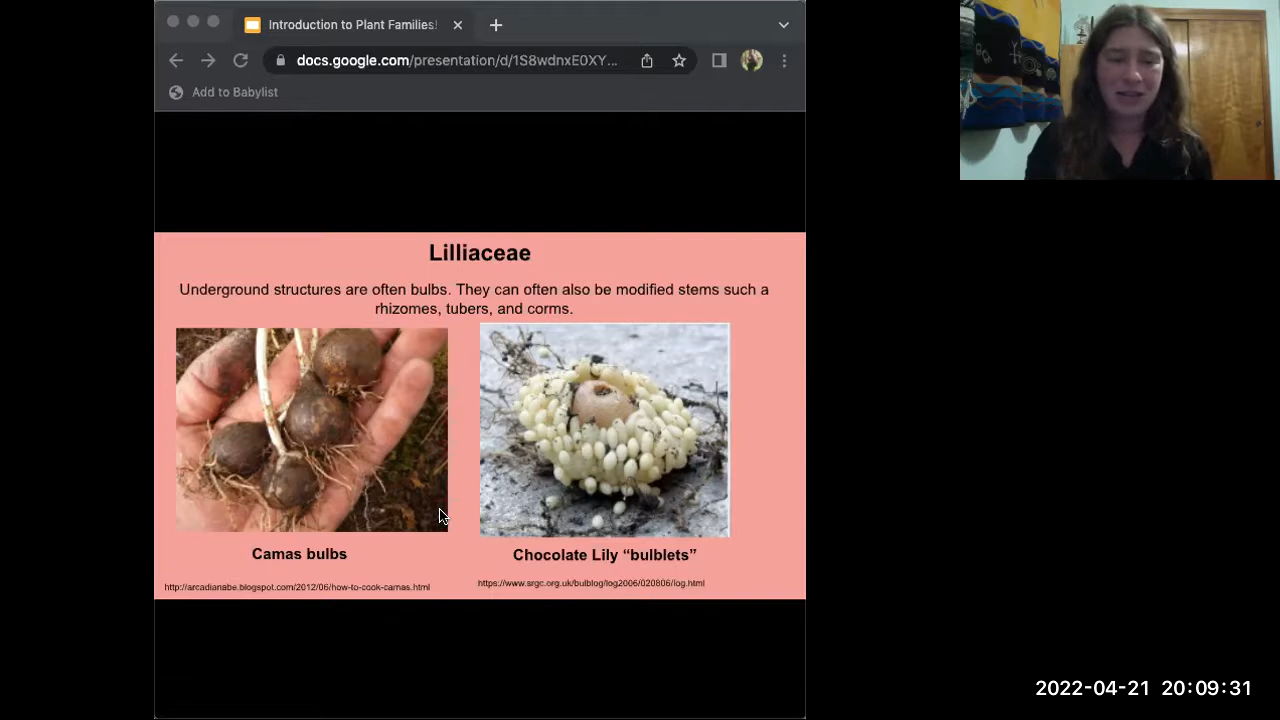 Introduction to Plant Families!
docs.google.com/presentation/d/1S8wdnxE0XY...
Add to Babylist
Lilliaceae
Underground structures are often bulbs. They can often also be modified stems such a
rhizomes, tubers, and corms.
Camas bulbs
Chocolate Lily “bulblets”
http://arcadianabe.blogspot.com/2012/06/how-to-cook-camas.html
https://www.srgc.org.uk/bulblog/log2006/020806/log.html
2022-04-21 20:09:31